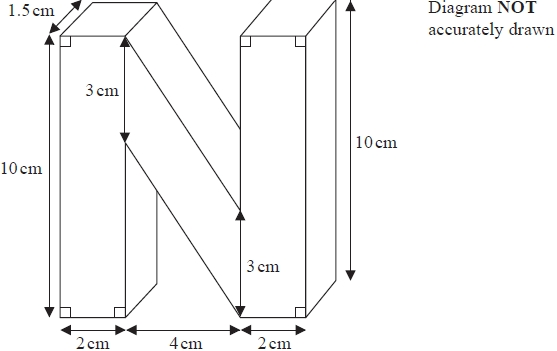 1.5 cm
Diagram NOT
accurately drawn
3 cm
10 cm
10 cm
3 cm
2 cm
4 cm
2 cm